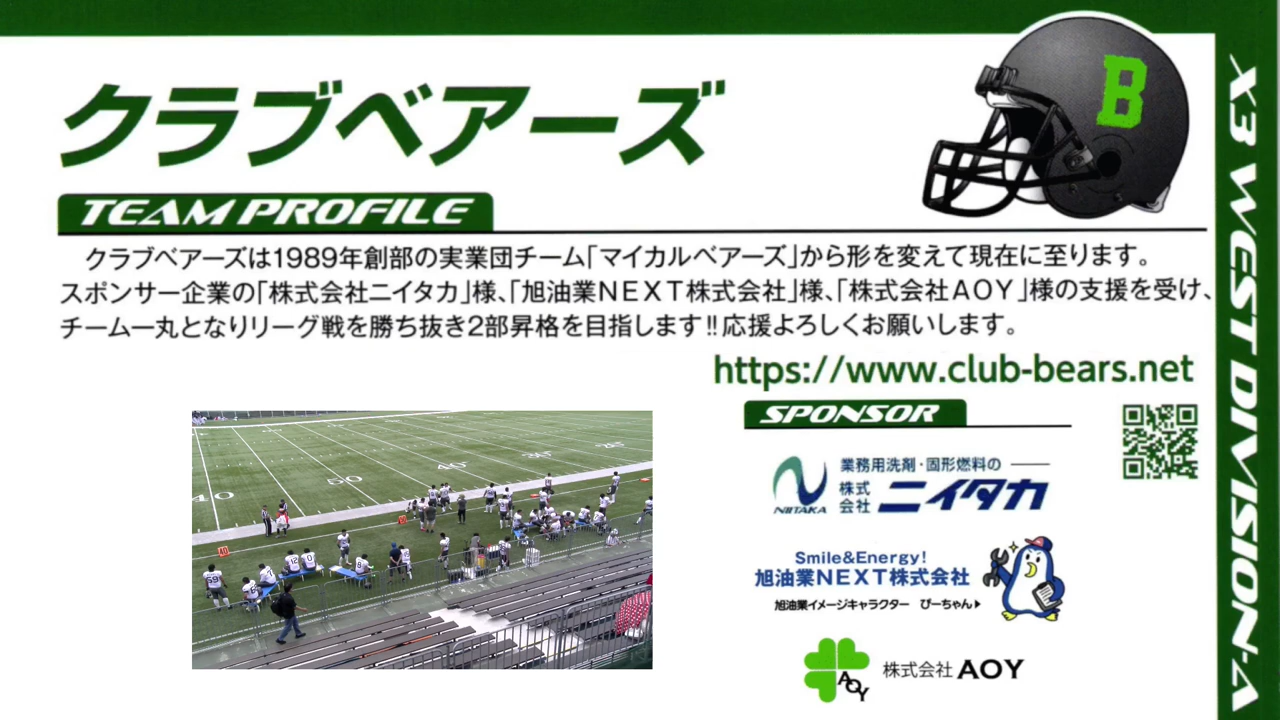 クラブベアーズ
B
TEAM PROFILE
クラブベアーズは1989年創部の実業団チーム「マイカルベアーズ」から形を変えて現在に至ります。
スポンサー企業の「株式会社ニイタカ」様、「旭油業NEXT株式会社」様、「株式会社AOY」様の支援を受け、
チーム一丸となりリーグ戦を勝ち抜き2部昇格を目指します!!応援よろしくお願いします。
https://www.club-bears.net
SPONSOR
業務用洗剤・固形燃料の
NIITAKA
株式会社 ニイタカ
Smile&Energy!
旭油業NEXT株式会社
旭油業イメージキャラクター ぴーちゃん▶
AOY
株式会社 AOY
X3 WEST DIVISION-A
40
50
40
30